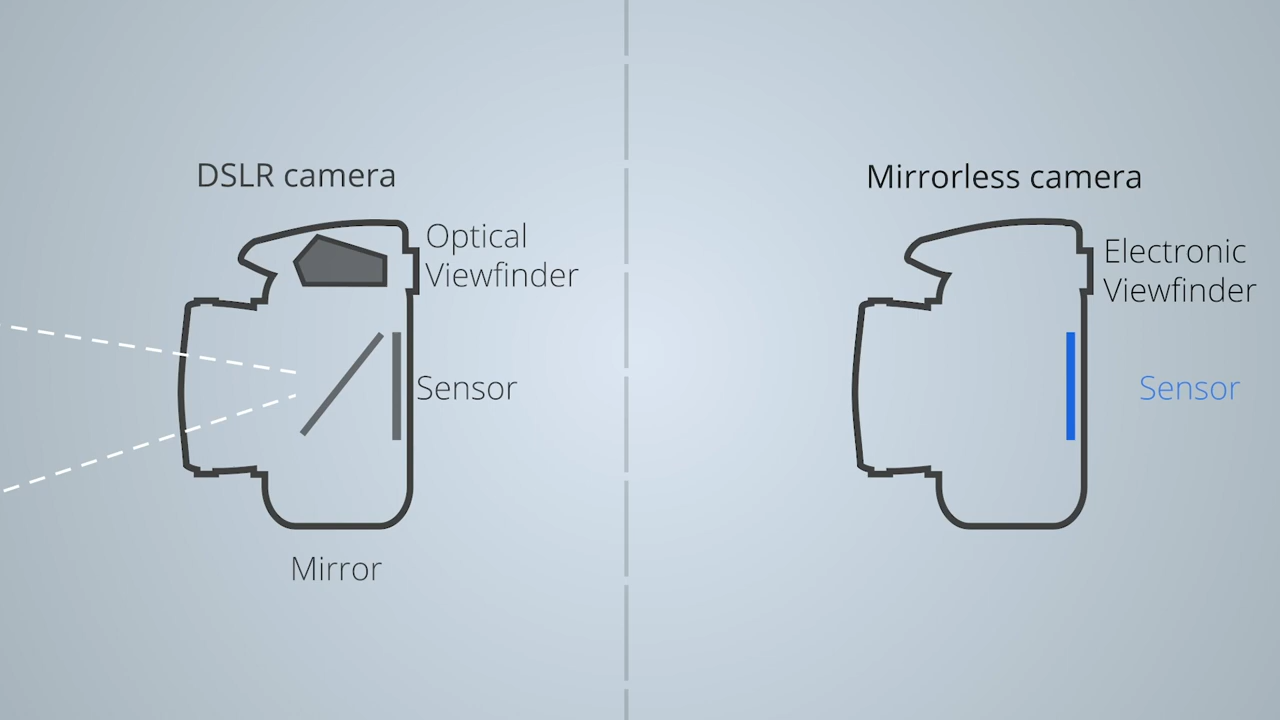 DSLR camera
Optical
Viewfinder
Sensor
Mirror
Mirrorless camera
Electronic
Viewfinder
Sensor